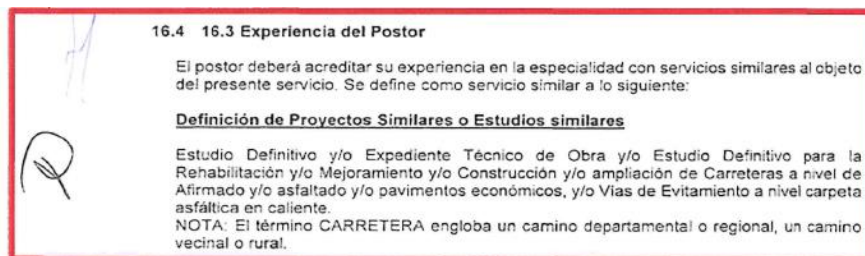 16.4 16.3 Experiencia del Postor
El postor deberá acreditar su experiencia en la especialidad con servicios similares al objeto
del presente servicio. Se define como servicio similar a lo siguiente:
Definición de Proyectos Similares o Estudios similares
Estudio Definitivo y/o Expediente Técnico de Obra y/o Estudio Definitivo para la
Rehabilitación y/o Mejoramiento y/o Construcción y/o ampliación de Carreteras a nivel de
Afirmado y/o asfaltado y/o pavimentos económicos, y/o Vías de Evitamiento a nivel carpeta
asfáltica en caliente.
NOTA: El término CARRETERA engloba un camino departamental o regional, un camino
vecinal o rural.